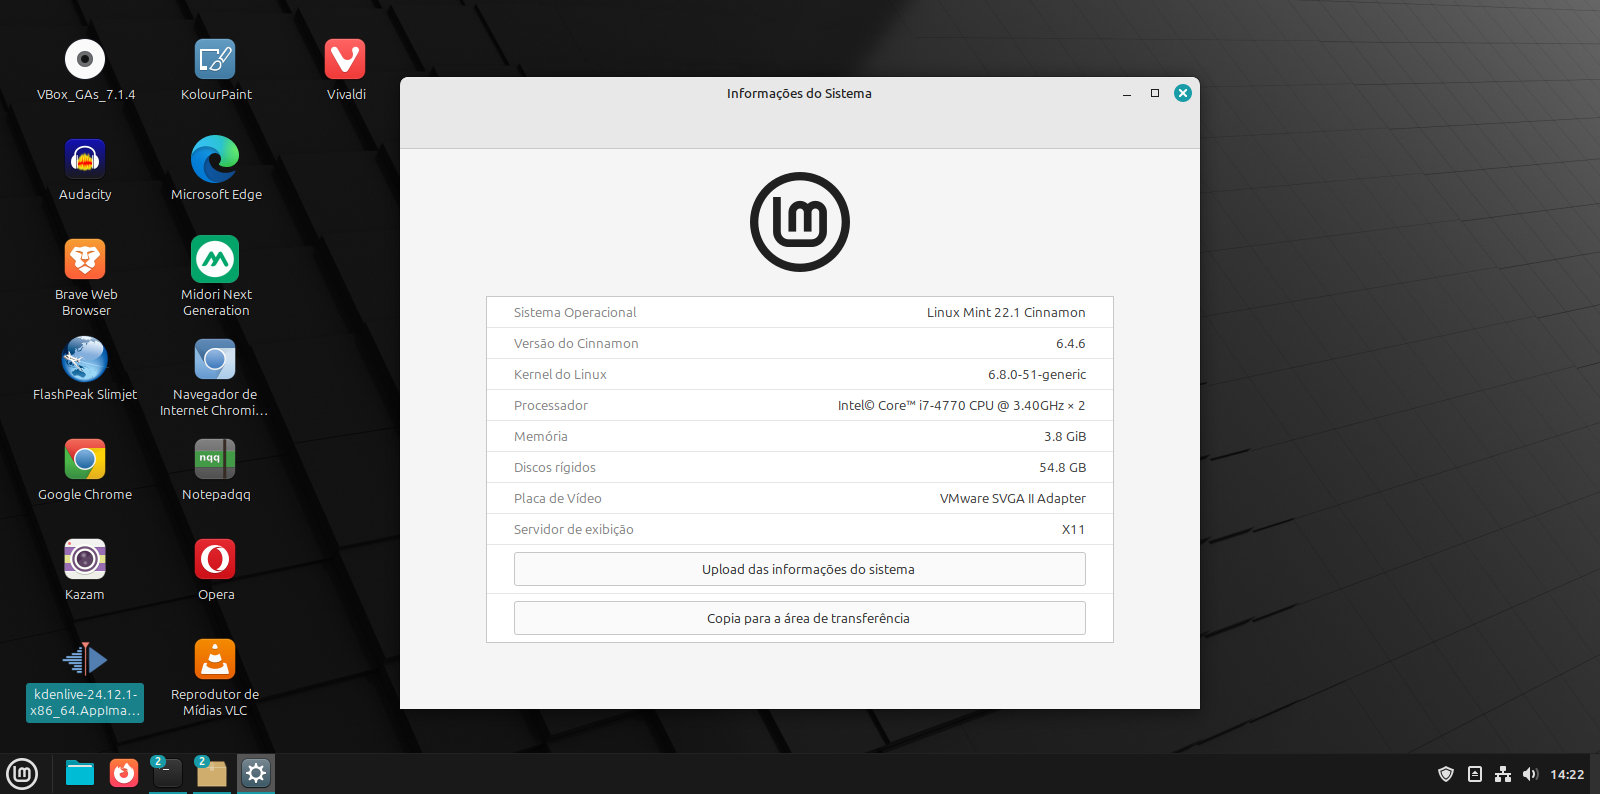 VBox_GAs_7.1.4
KolourPaint
Vivaldi
Audacity
Microsoft Edge
Brave Web
Browser
Midori Next
Generation
FlashPeak Slimjet
Navegador de
Internet Chromi...
Google Chrome
nqq
Notepadqq
Kazam
Opera
kdenlive-24.12.1-
x86_64.AppIma...
Reprodutor de
Mídias VLC
Informações do Sistema
Sistema Operacional Linux Mint 22.1 Cinnamon
Versão do Cinnamon 6.4.6
Kernel do Linux 6.8.0-51-generic
Processador Intel© Core™ i7-4770 CPU @ 3.40GHz × 2
Memória 3.8 GiB
Discos rígidos 54.8 GB
Placa de Vídeo VMware SVGA II Adapter
Servidor de exibição X11
Upload das informações do sistema
Copia para a área de transferência
2
2
14:22